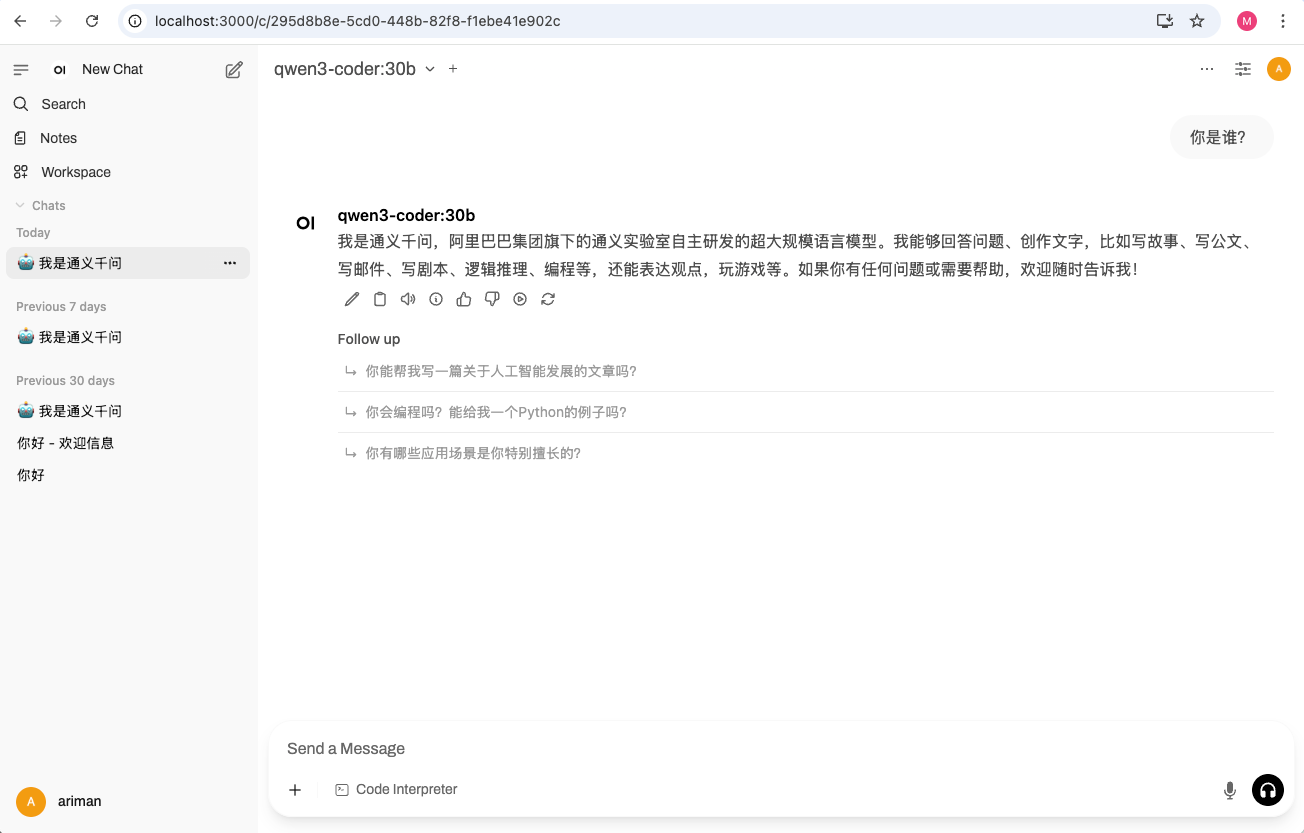 localhost:3000/c/295d8b8e-5cd0-448b-82f8-f1ebe41e902c
M
OI New Chat
Search
Notes
Workspace
Chats
Today
我是通义千问
Previous 7 days
我是通义千问
Previous 30 days
我是通义千问
你好 - 欢迎信息
你好
A ariman
qwen3-coder:30b
A
你是谁?
OI qwen3-coder:30b
我是通义千问，阿里巴巴集团旗下的通义实验室自主研发的超大规模语言模型。我能够回答问题、创作文字，比如写故事、写公文、
写邮件、写剧本、逻辑推理、编程等，还能表达观点，玩游戏等。如果你有任何问题或需要帮助，欢迎随时告诉我！
Follow up
你能帮我写一篇关于人工智能发展的文章吗?
你会编程吗？能给我一个Python的例子吗?
你有哪些应用场景是你特别擅长的?
Send a Message
Code Interpreter